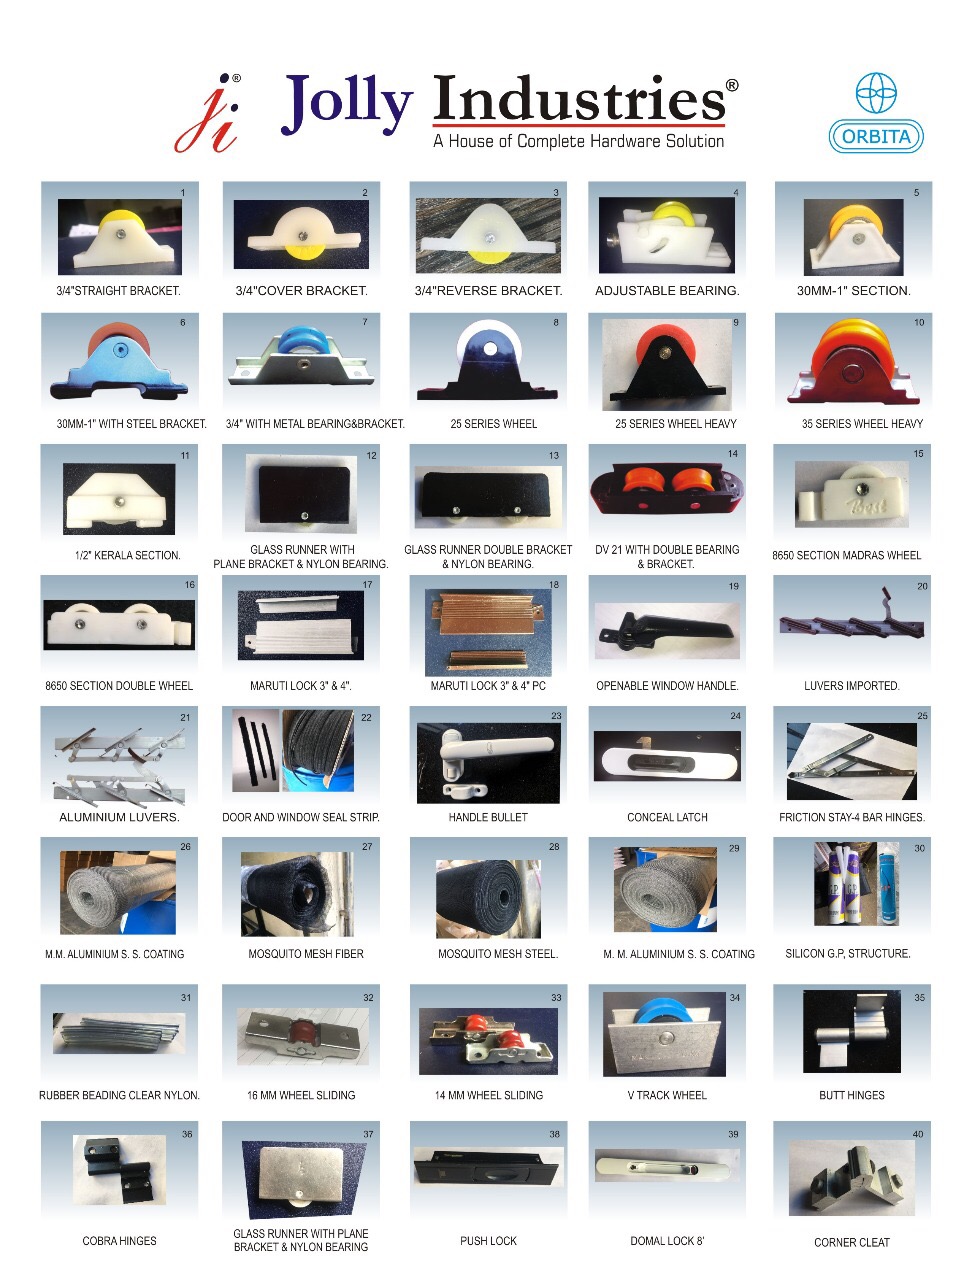 ji®
Jolly Industries®
A House of Complete Hardware Solution
ORBITA
1
2
3
4
5
3/4"STRAIGHT BRACKET.
3/4"COVER BRACKET.
3/4"REVERSE BRACKET.
ADJUSTABLE BEARING.
30MM-1" SECTION.
6
7
8
9
10
30MM-1" WITH STEEL BRACKET.
3/4" WITH METAL BEARING&BRACKET.
25 SERIES WHEEL
25 SERIES WHEEL HEAVY
35 SERIES WHEEL HEAVY
11
12
13
14
15
Best
1/2" KERALA SECTION.
GLASS RUNNER WITH
PLANE BRACKET & NYLON BEARING.
GLASS RUNNER DOUBLE BRACKET
& NYLON BEARING.
DV 21 WITH DOUBLE BEARING
& BRACKET.
8650 SECTION MADRAS WHEEL
16
17
18
19
20
8650 SECTION DOUBLE WHEEL
MARUTI LOCK 3" & 4".
MARUTI LOCK 3" & 4" PC
OPENABLE WINDOW HANDLE.
LUVERS IMPORTED.
21
22
23
24
25
ALUMINIUM LUVERS.
DOOR AND WINDOW SEAL STRIP.
HANDLE BULLET
CONCEAL LATCH
FRICTION STAY-4 BAR HINGES.
26
27
28
29
30
G.P.
G.P.
M.M. ALUMINIUM S. S. COATING
MOSQUITO MESH FIBER
MOSQUITO MESH STEEL.
M. M. ALUMINIUM S. S. COATING
SILICON G.P, STRUCTURE.
31
32
33
34
35
RUBBER BEADING CLEAR NYLON.
16 MM WHEEL SLIDING
14 MM WHEEL SLIDING
V TRACK WHEEL
BUTT HINGES
36
37
38
39
40
COBRA HINGES
GLASS RUNNER WITH PLANE
BRACKET & NYLON BEARING
PUSH LOCK
DOMAL LOCK 8'
CORNER CLEAT